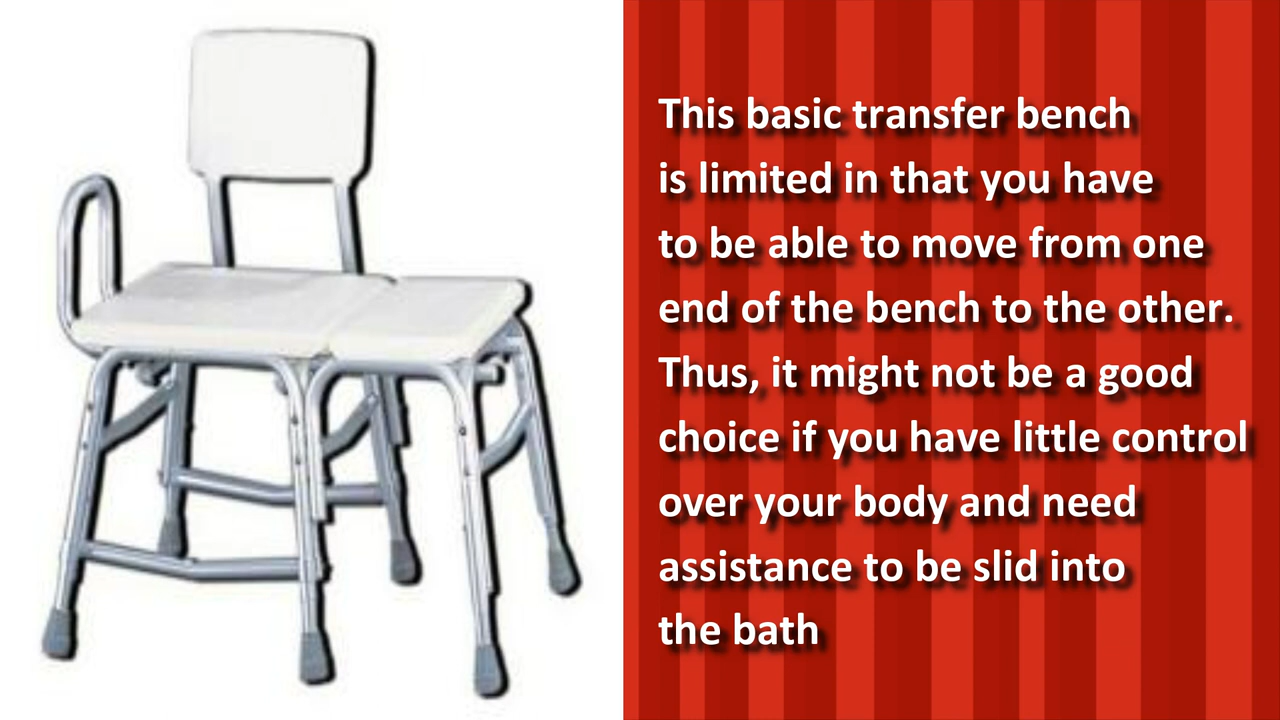 This basic transfer bench
is limited in that you have
to be able to move from one
end of the bench to the other.
Thus, it might not be a good
choice if you have little control
over your body and need
assistance to be slid into
the bath